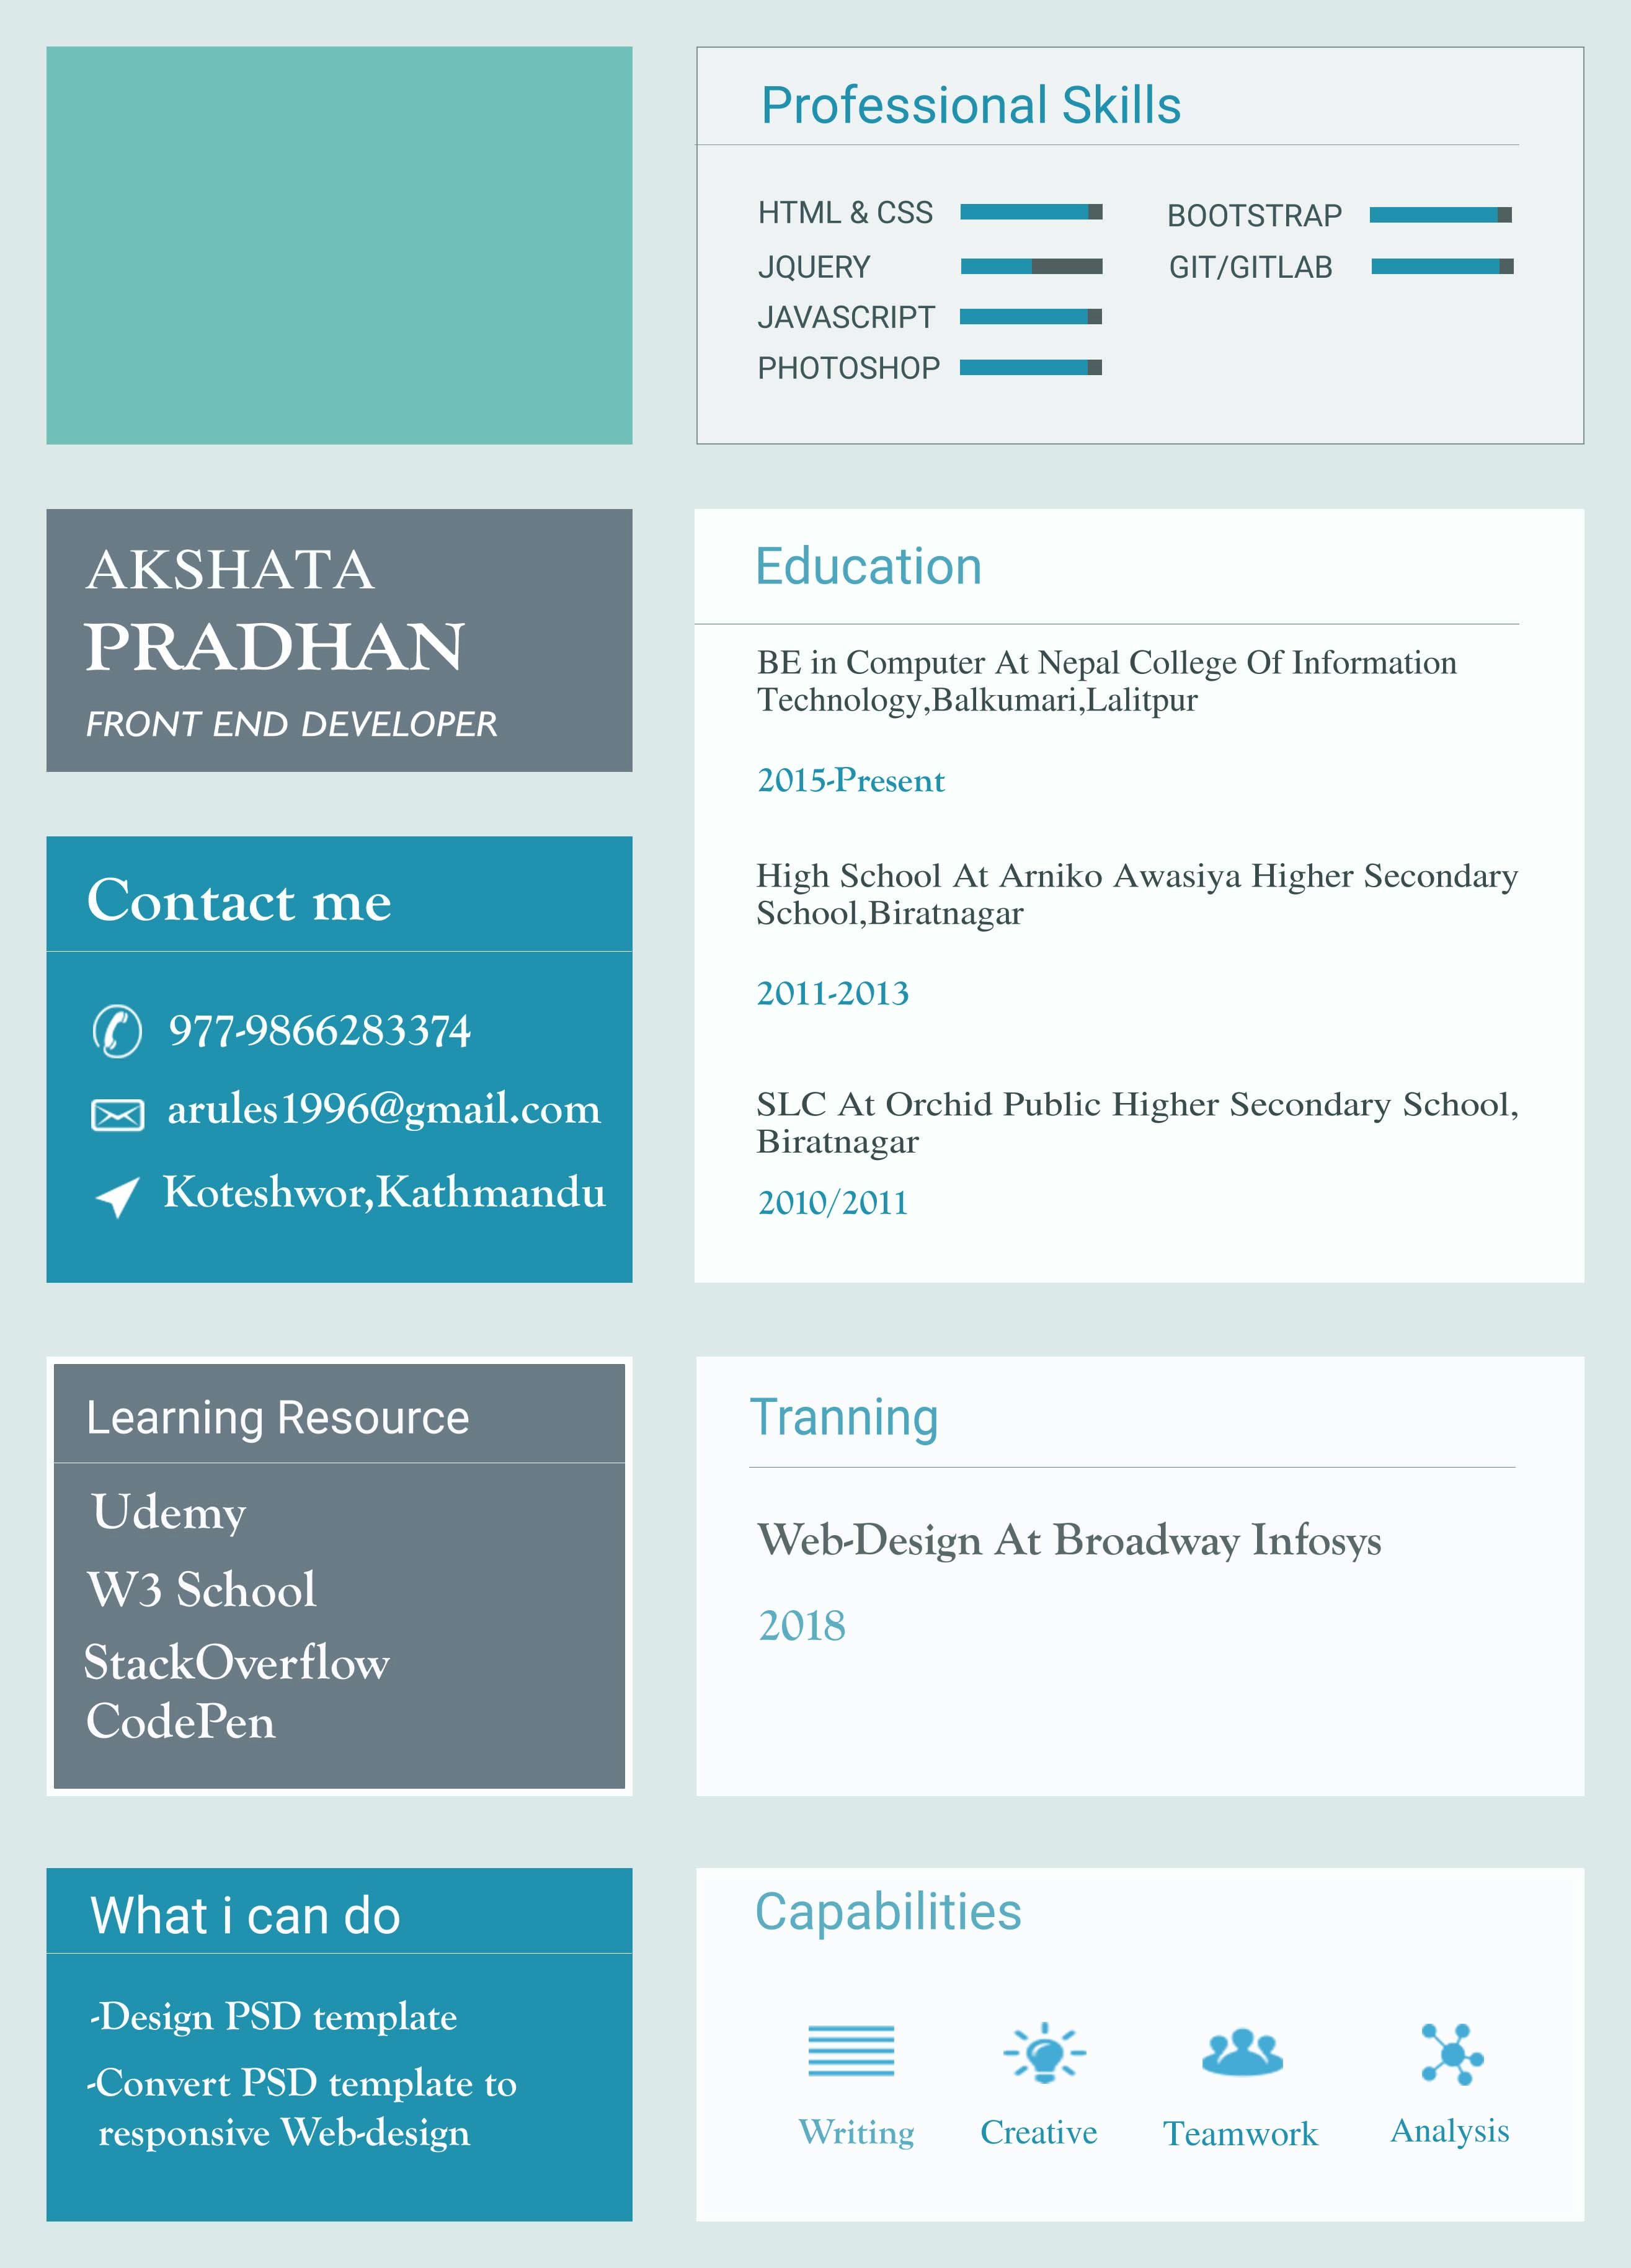 Professional Skills
HTML & CSS
BOOTSTRAP
JQUERY
GIT/GITLAB
JAVASCRIPT
PHOTOSHOP
AKSHATA
PRADHAN
FRONT END DEVELOPER
Contact me
977-9866283374
arules1996@gmail.com
Koteshwor,Kathmandu
Education
BE in Computer At Nepal College Of Information
Technology,Balkumari,Lalitpur
2015-Present
High School At Arniko Awasiya Higher Secondary
School,Biratnagar
2011-2013
SLC At Orchid Public Higher Secondary School,
Biratnagar
2010/2011
Learning Resource
Udemy
W3 School
StackOverflow
CodePen
Tranning
Web-Design At Broadway Infosys
2018
What i can do
-Design PSD template
-Convert PSD template to
responsive Web-design
Capabilities
Writing
Creative
Teamwork
Analysis